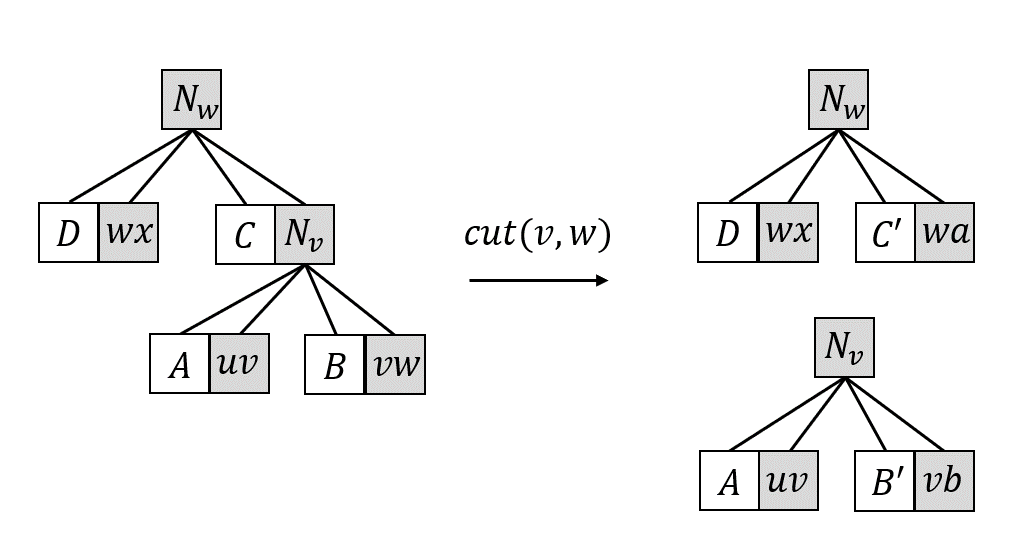 N_w N_w
D wx C N_v cut(v, w) D wx C′ wa
A uv B vw N_v
A uv B′ vb